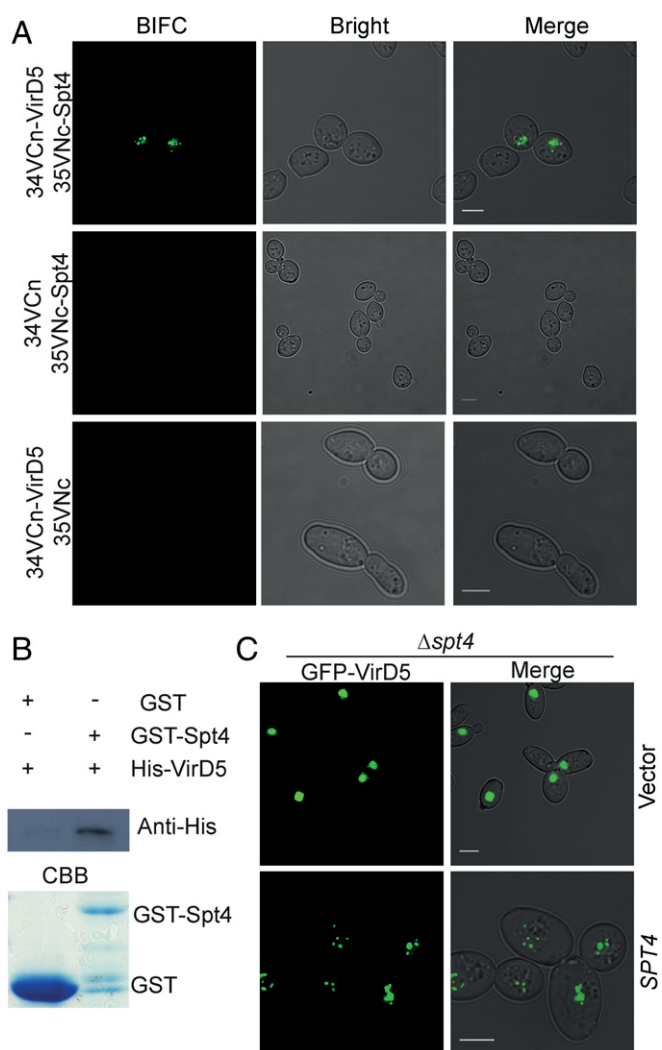 A
BIFC Bright Merge
34VCn-VirD5
35VNc-Spt4
34VCn
35VNc-Spt4
34VCn-VirD5
35VNc
B
+ - GST
- + GST-Spt4
+ + His-VirD5
Anti-His
CBB
GST-Spt4
GST
C
Δspt4
GFP-VirD5 Merge
Vector
SPT4